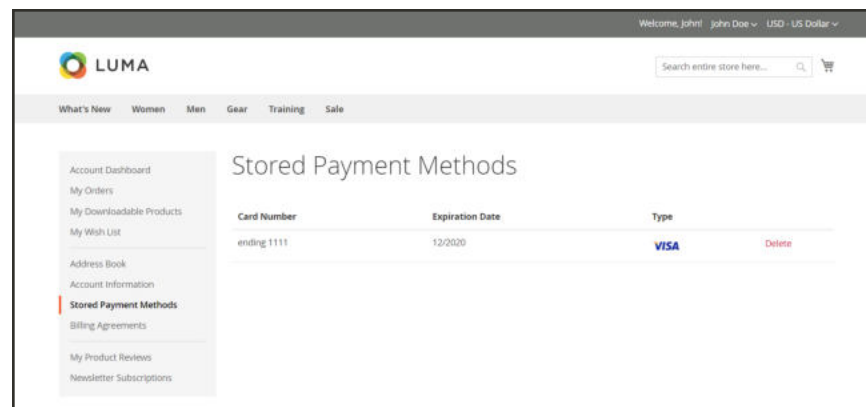 Welcome, John! John Doe USD - US Dollar
LUMA
Search entire store here...
What's New Women Men Gear Training Sale
Stored Payment Methods
Account Dashboard
My Orders
My Downloadable Products
My Wish List
Address Book
Account Information
Stored Payment Methods
Billing Agreements
My Product Reviews
Newsletter Subscriptions
Card Number Expiration Date Type
ending 1111 12/2020 VISA Delete